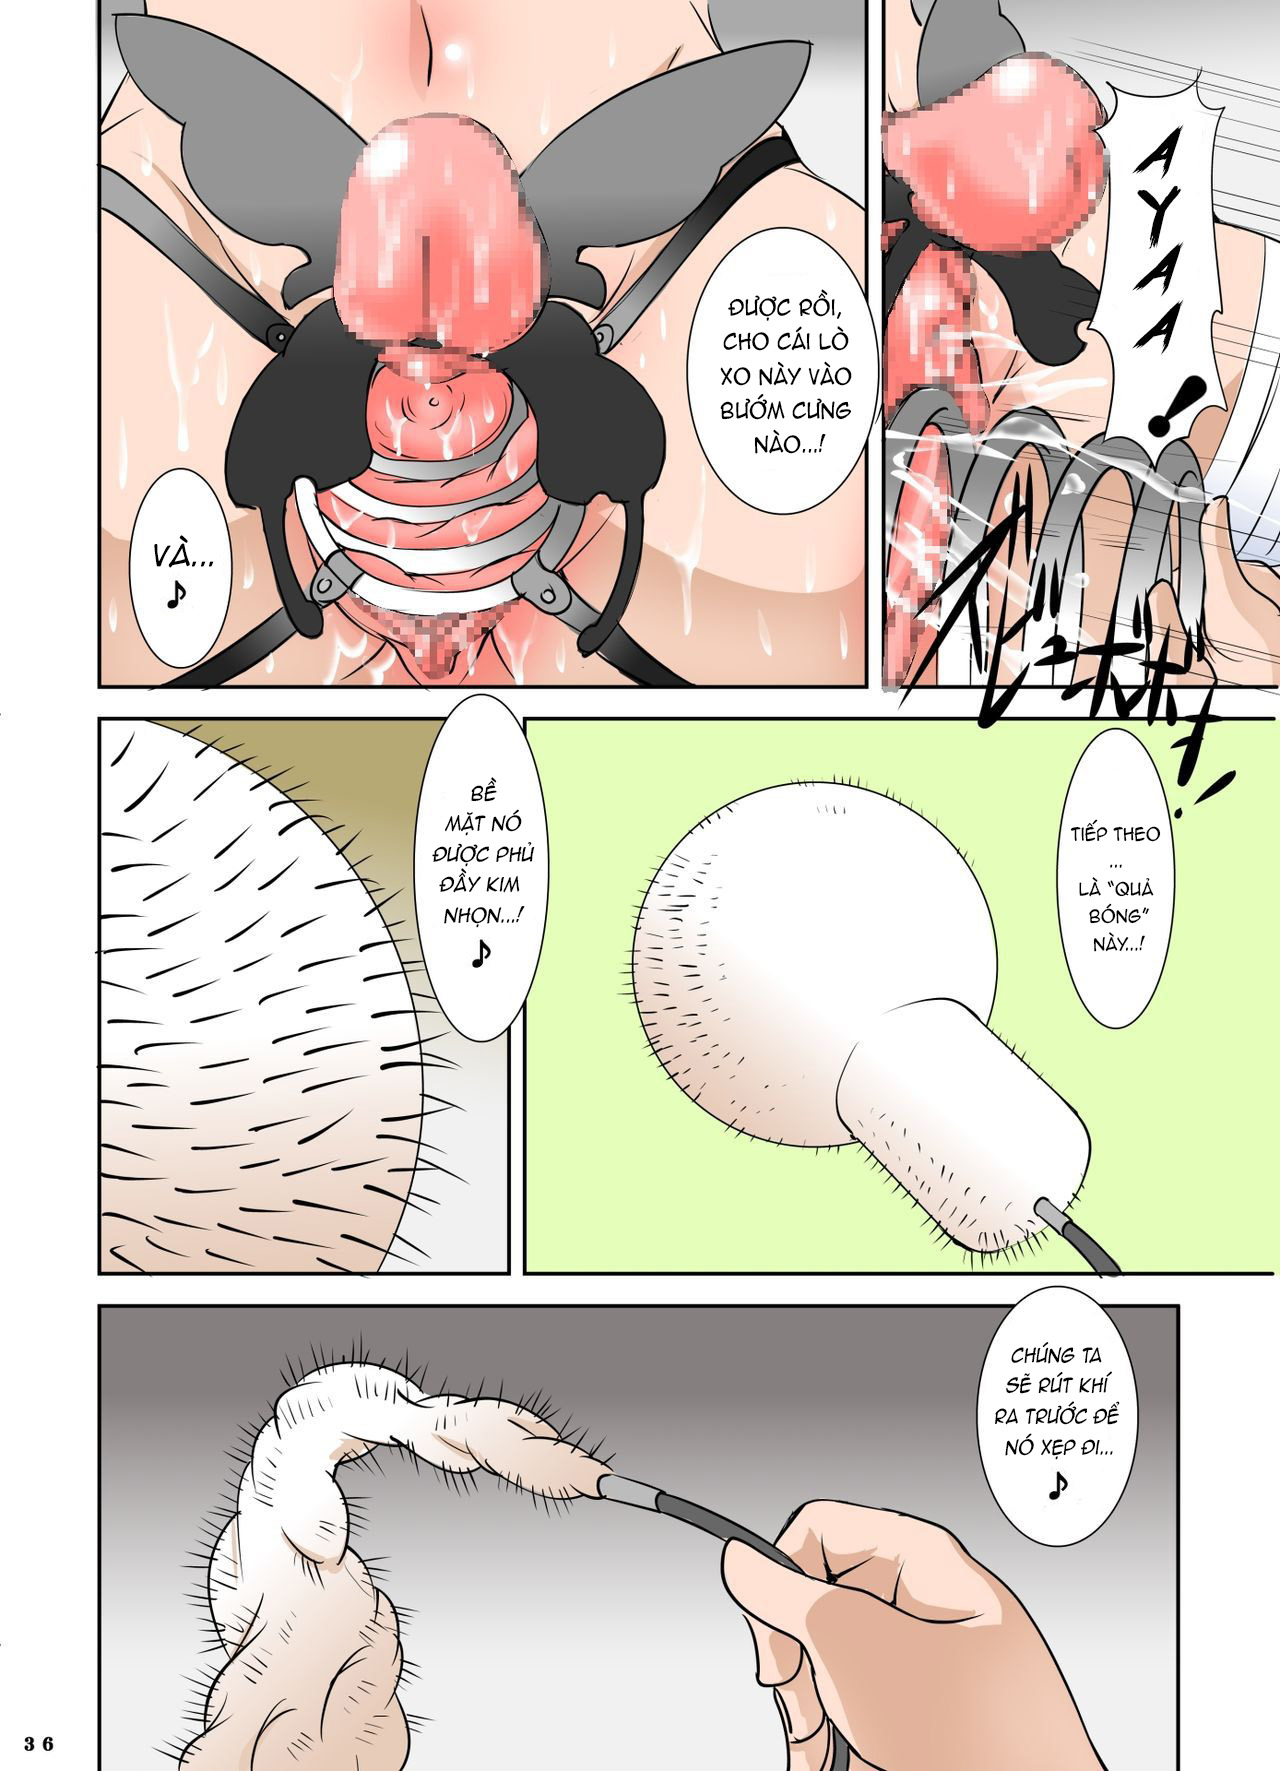 AYAA
!
ĐƯỢC RỒI,
CHO CÁI LÒ
XO NÀY VÀO
BƯỚM CƯNG
NÀO...!
VÀ...
♪
TIẾP THEO
...
LÀ “QUẢ
BÓNG”
NÀY...!
BỀ
MẶT NÓ
ĐƯỢC PHỦ
ĐẦY KIM
NHỌN...!
♪
CHÚNG TA
SẼ RÚT KHÍ
RA TRƯỚC ĐỂ
NÓ XẸP ĐI...
♪
36